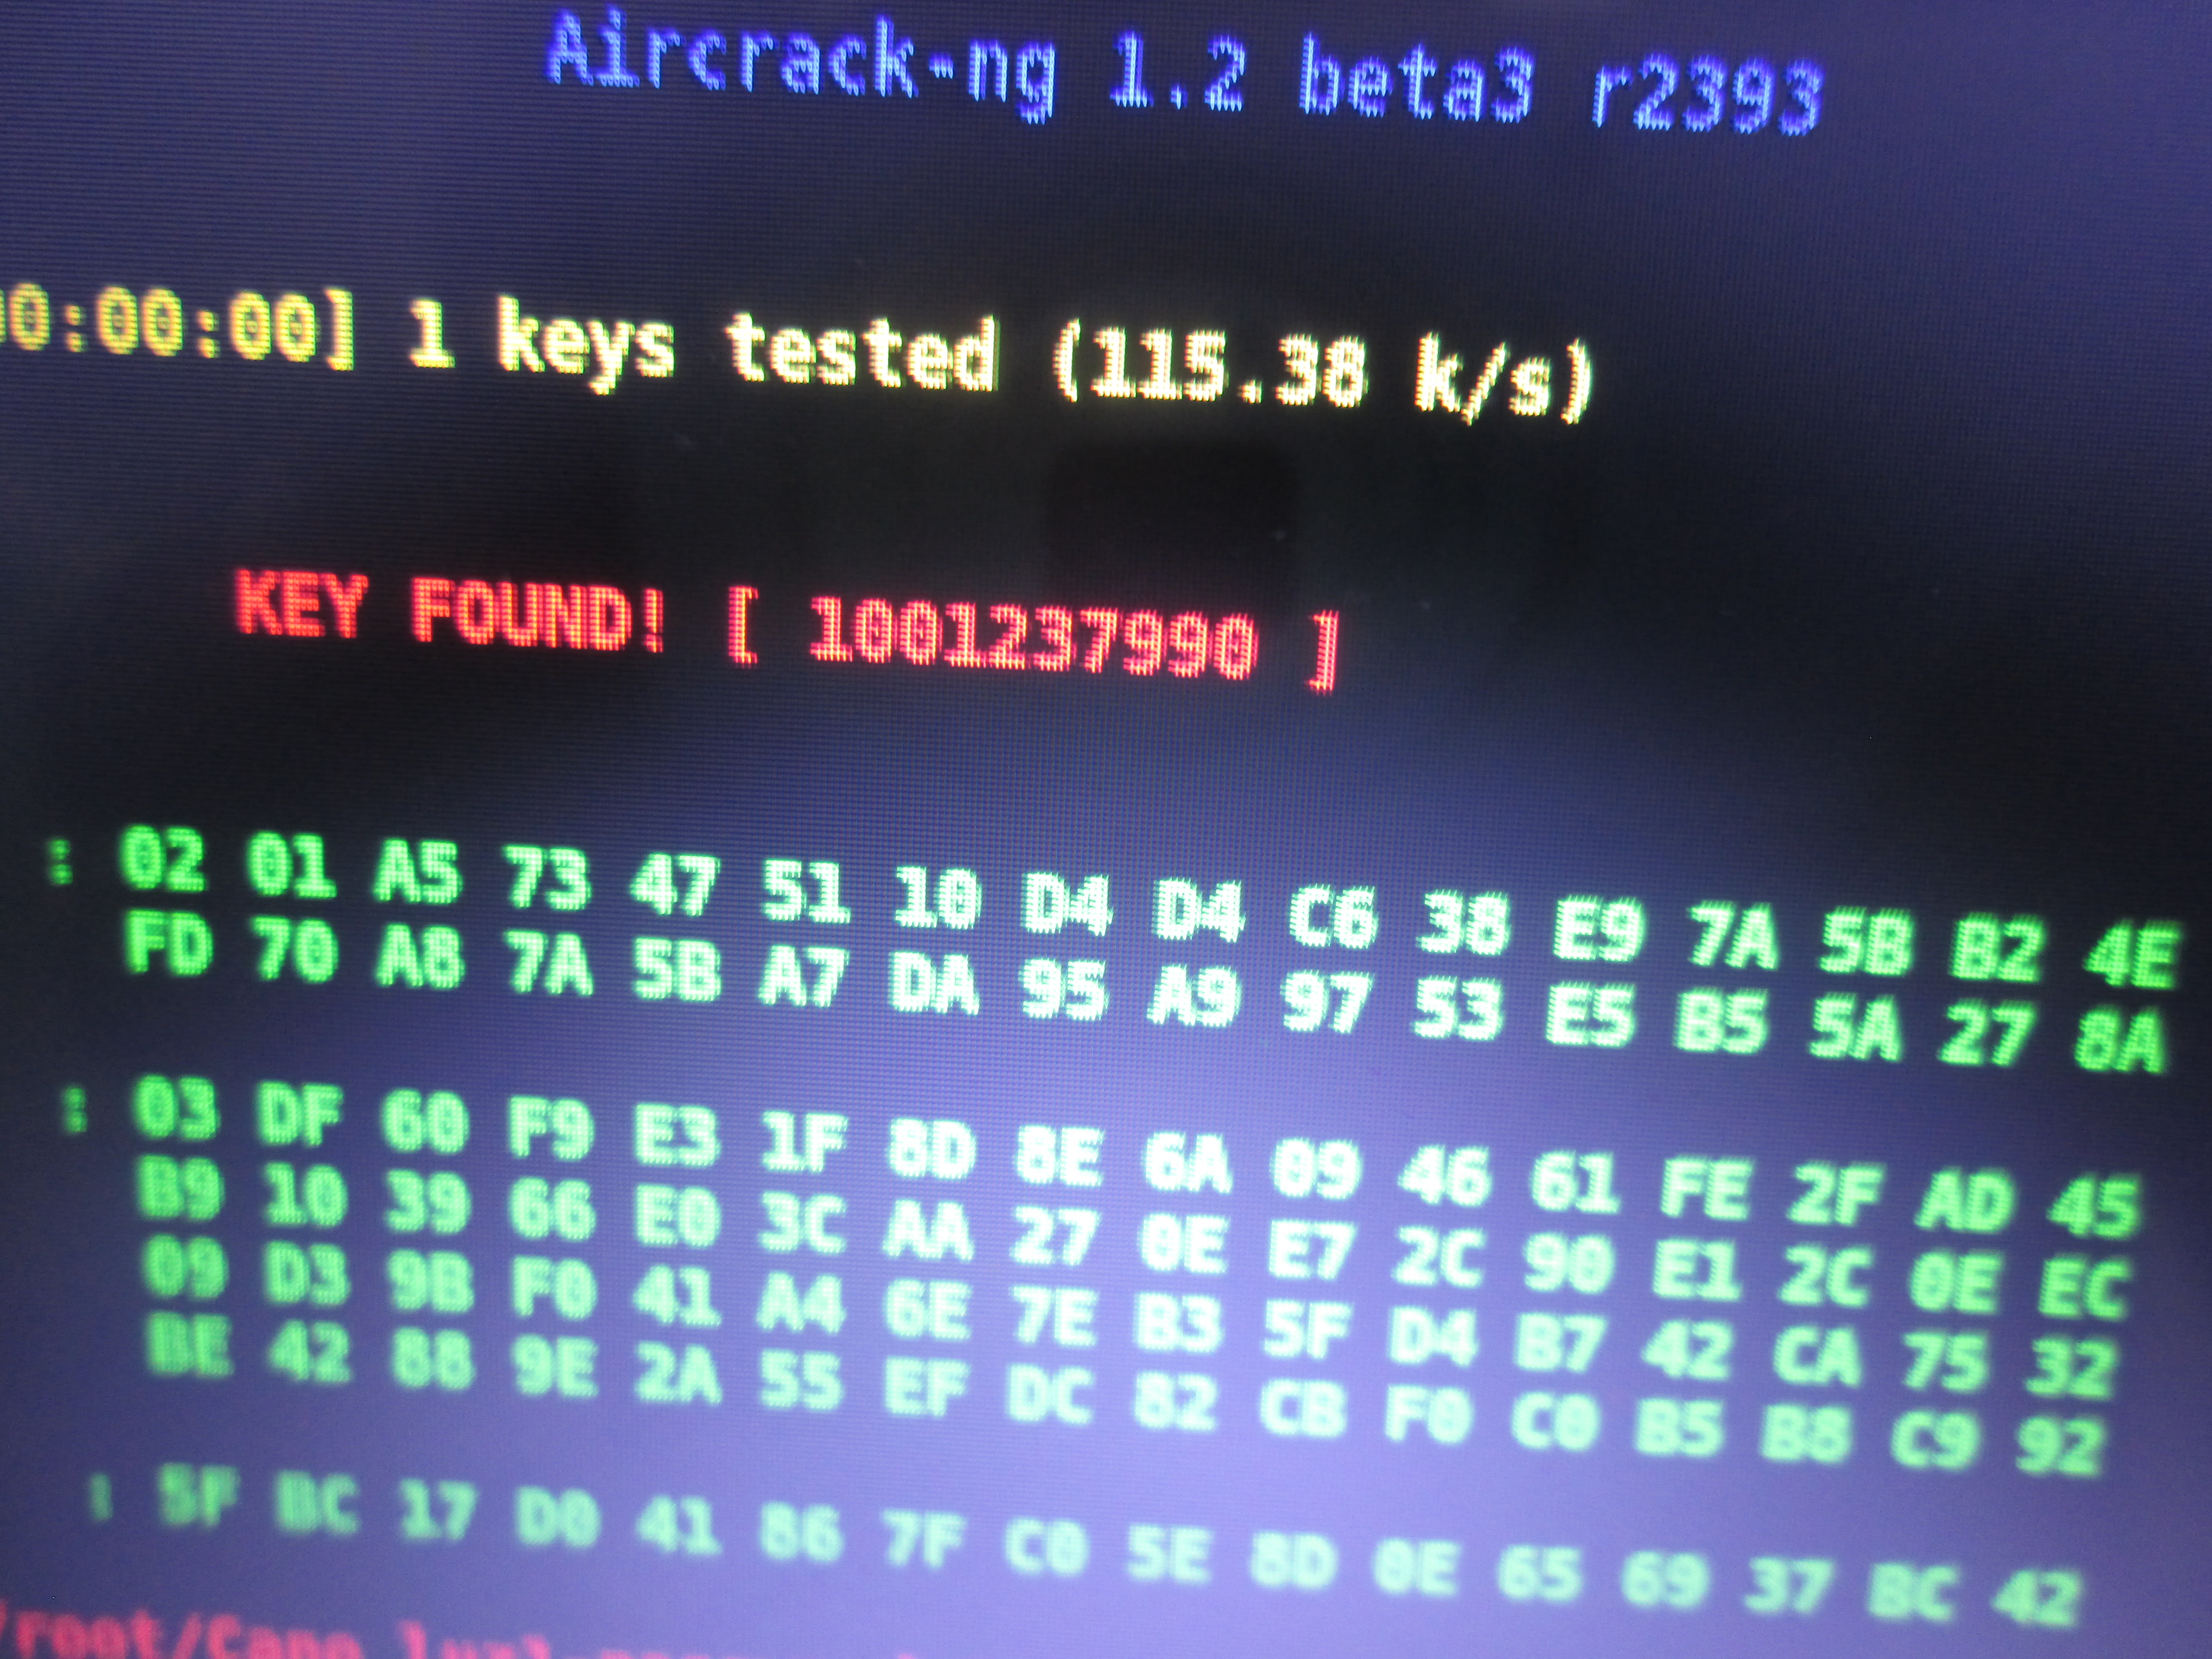 Aircrack-ng 1.2 beta3 r2393
0:00:00] 1 keys tested (115.38 k/s)
KEY FOUND! [ 1001237990 ]
: 02 01 A5 73 47 51 10 D4 D4 C6 38 E9 7A 5B B2 4E
FD 70 A8 7A 5B A7 DA 95 A9 97 53 E5 B5 5A 27 8A
: 03 DF 60 F9 E3 1F 8D 8E 6A 09 46 61 FE 2F AD 45
B9 10 39 66 E0 3C AA 27 0E E7 2C 90 E1 2C 0E EC
09 D3 9B F0 41 A4 6E 7E B3 5F D4 B7 42 CA 75 32
BE 42 88 9E 2A 55 EF DC 82 CB F0 C0 B5 B8 C9 92
: 5F BC 17 D0 41 86 7F C0 5E 8D 0E 65 69 37 BC 42